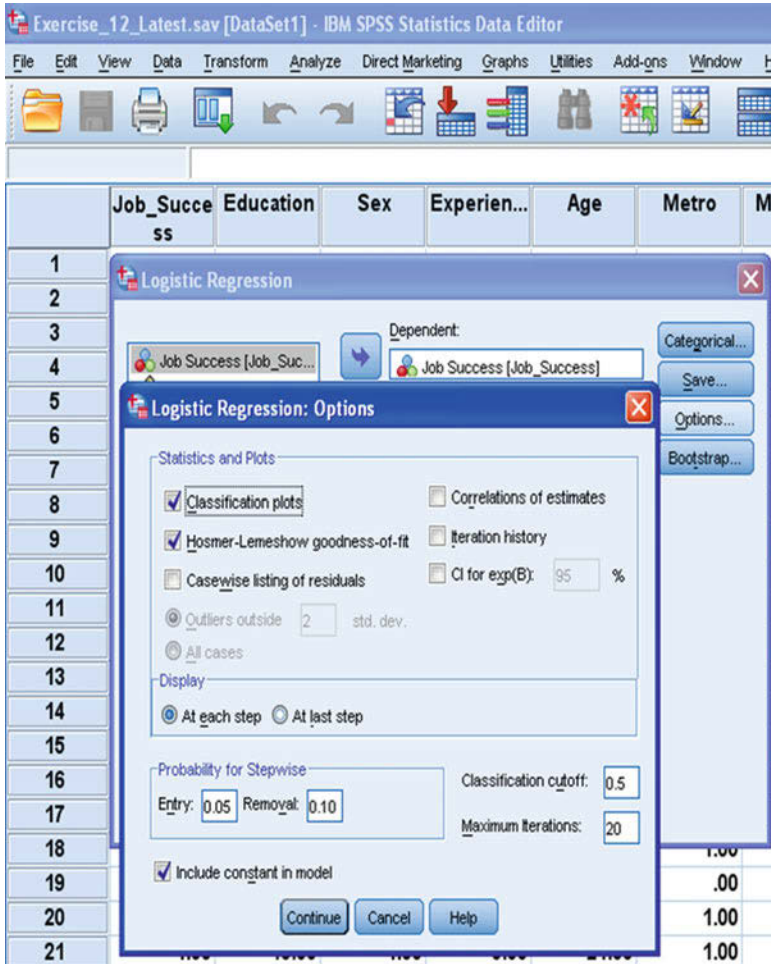 Exercise_12_Latest.sav [DataSet1] - IBM SPSS Statistics Data Editor
File Edit View Data Transform Analyze Direct Marketing Graphs Utilities Add-ons Window
Job_Succe Education Sex Experien... Age Metro M
ss
1
2
Logistic Regression
3
Dependent:
Categorical...
4
Job Success [Job_Suc...
Job Success [Job_Success]
Save...
5
Logistic Regression: Options
Options...
6
Statistics and Plots
7
Bootstrap...
8
Classification plots
Correlations of estimates
9
Hosmer-Lemeshow goodness-of-fit
Iteration history
10
Casewise listing of residuals
CI for exp(B): 95 %
11
Outliers outside 2 std. dev.
12
All cases
13
Display
14
At each step At last step
15
16
Probability for Stepwise
Classification cutoff: 0.5
17
Entry: 0.05 Removal: 0.10
Maximum Iterations: 20
18
1.00
19
Include constant in model
.00
20
Continue Cancel Help
1.00
21
1.00